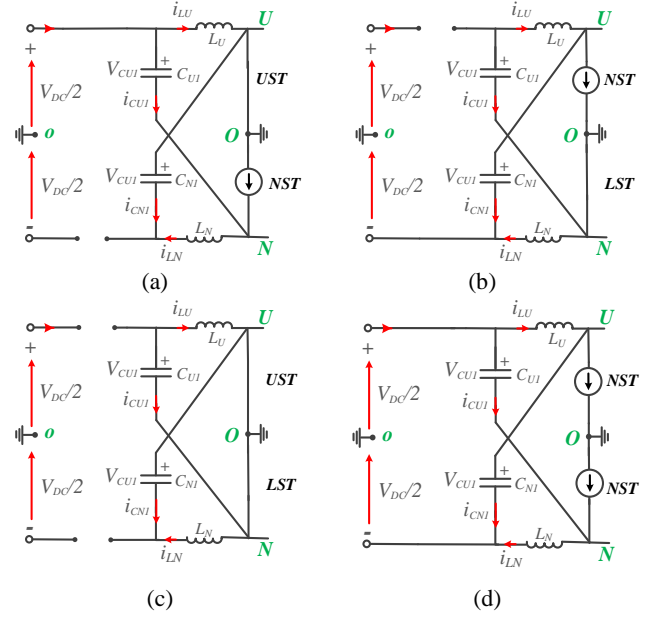 i_LU U
+ L_U
V_CU1 + C_U1 UST
V_DC/2 i_CU1
o O
V_DC/2 V_CU1 + C_N1 NST
i_CN1 L_N
- i_LN N
(a)
i_LU U
+ L_U
V_CU1 + C_U1 NST
V_DC/2 i_CU1
o O
V_DC/2 V_CU1 + C_N1 LST
i_CN1 L_N
- i_LN N
(b)
i_LU U
+ L_U
V_CU1 + C_U1 UST
V_DC/2 i_CU1
o O
V_DC/2 V_CU1 + C_N1 LST
i_CN1 L_N
- i_LN N
(c)
i_LU U
+ L_U
V_CU1 + C_U1 NST
V_DC/2 i_CU1
o O
V_DC/2 V_CU1 + C_N1 NST
i_CN1 L_N
- i_LN N
(d)